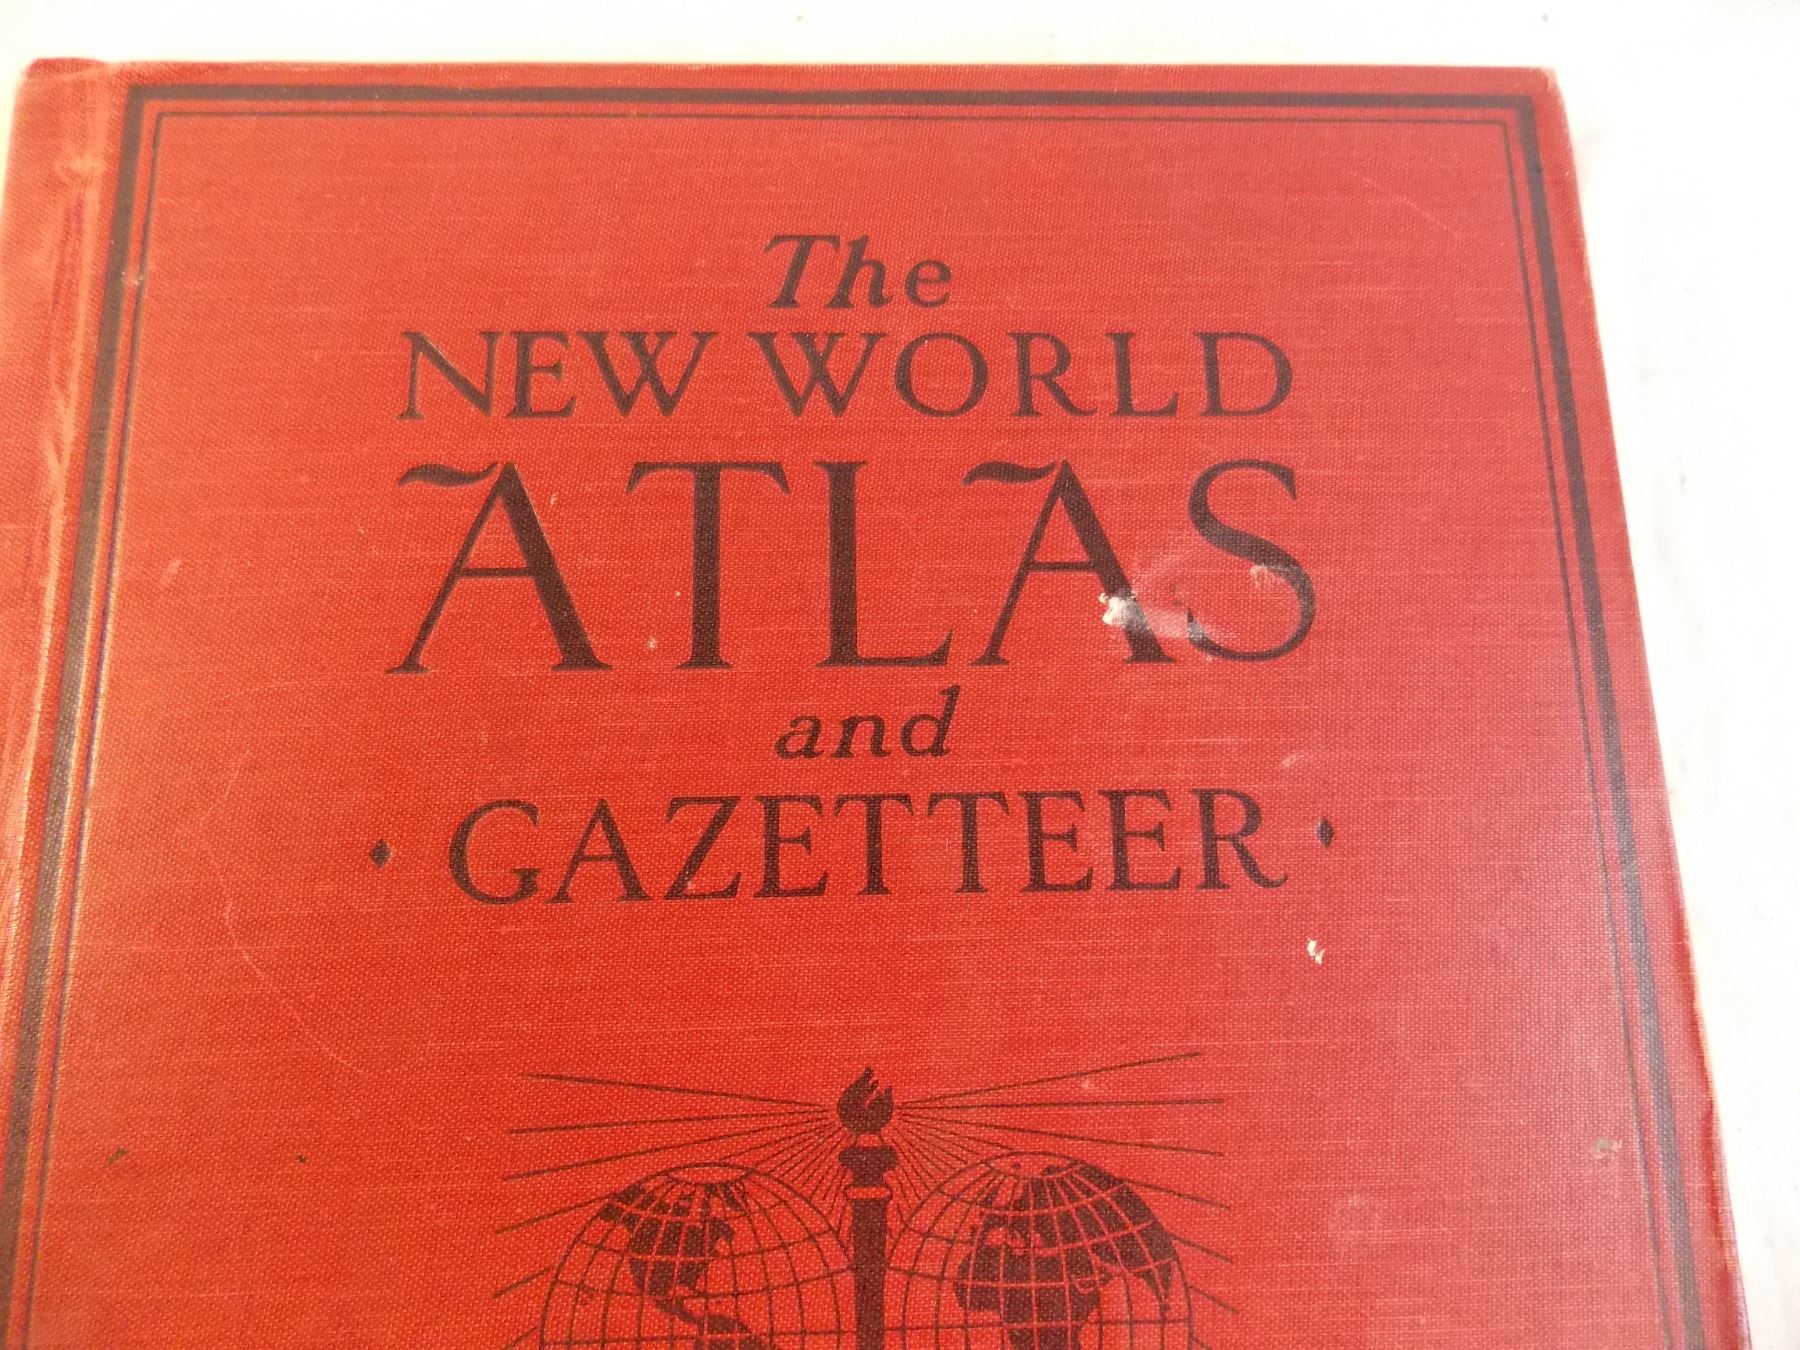 The
NEW WORLD
ATLAS
and
· GAZETTEER ·